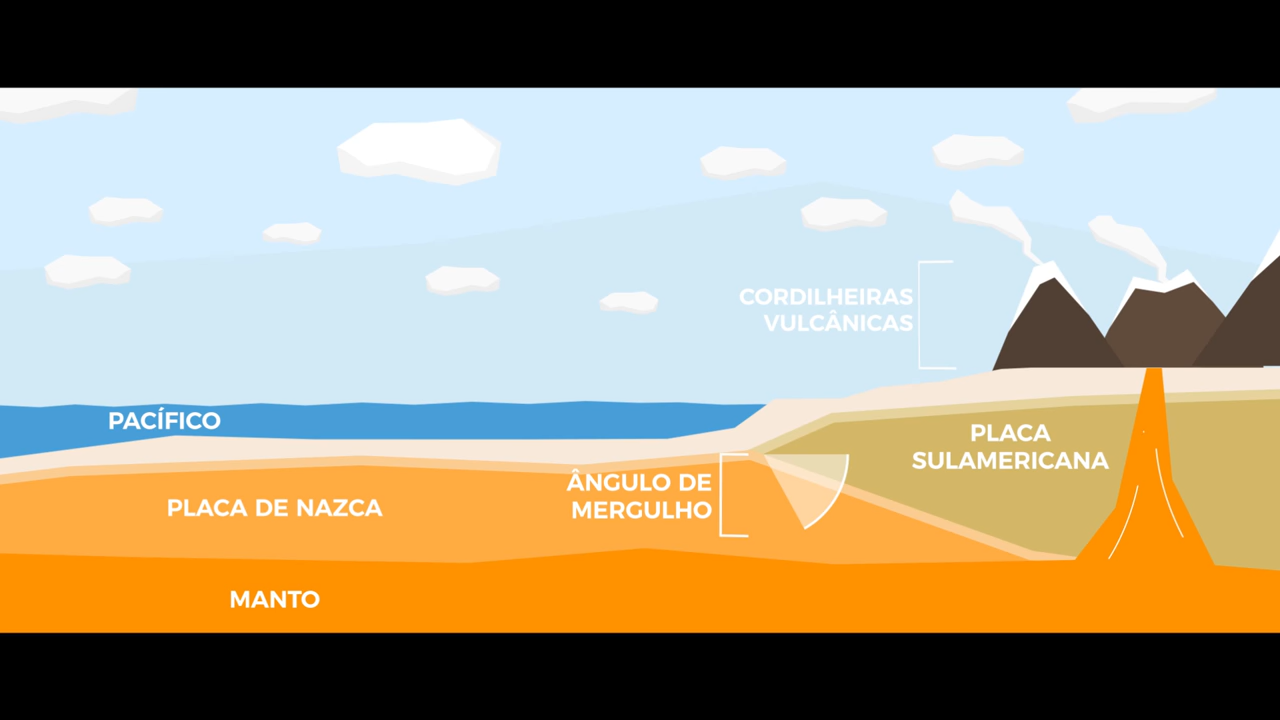 CORDILHEIRAS
VULCÂNICAS
PACÍFICO
PLACA
SULAMERICANA
ÂNGULO DE
MERGULHO
PLACA DE NAZCA
MANTO